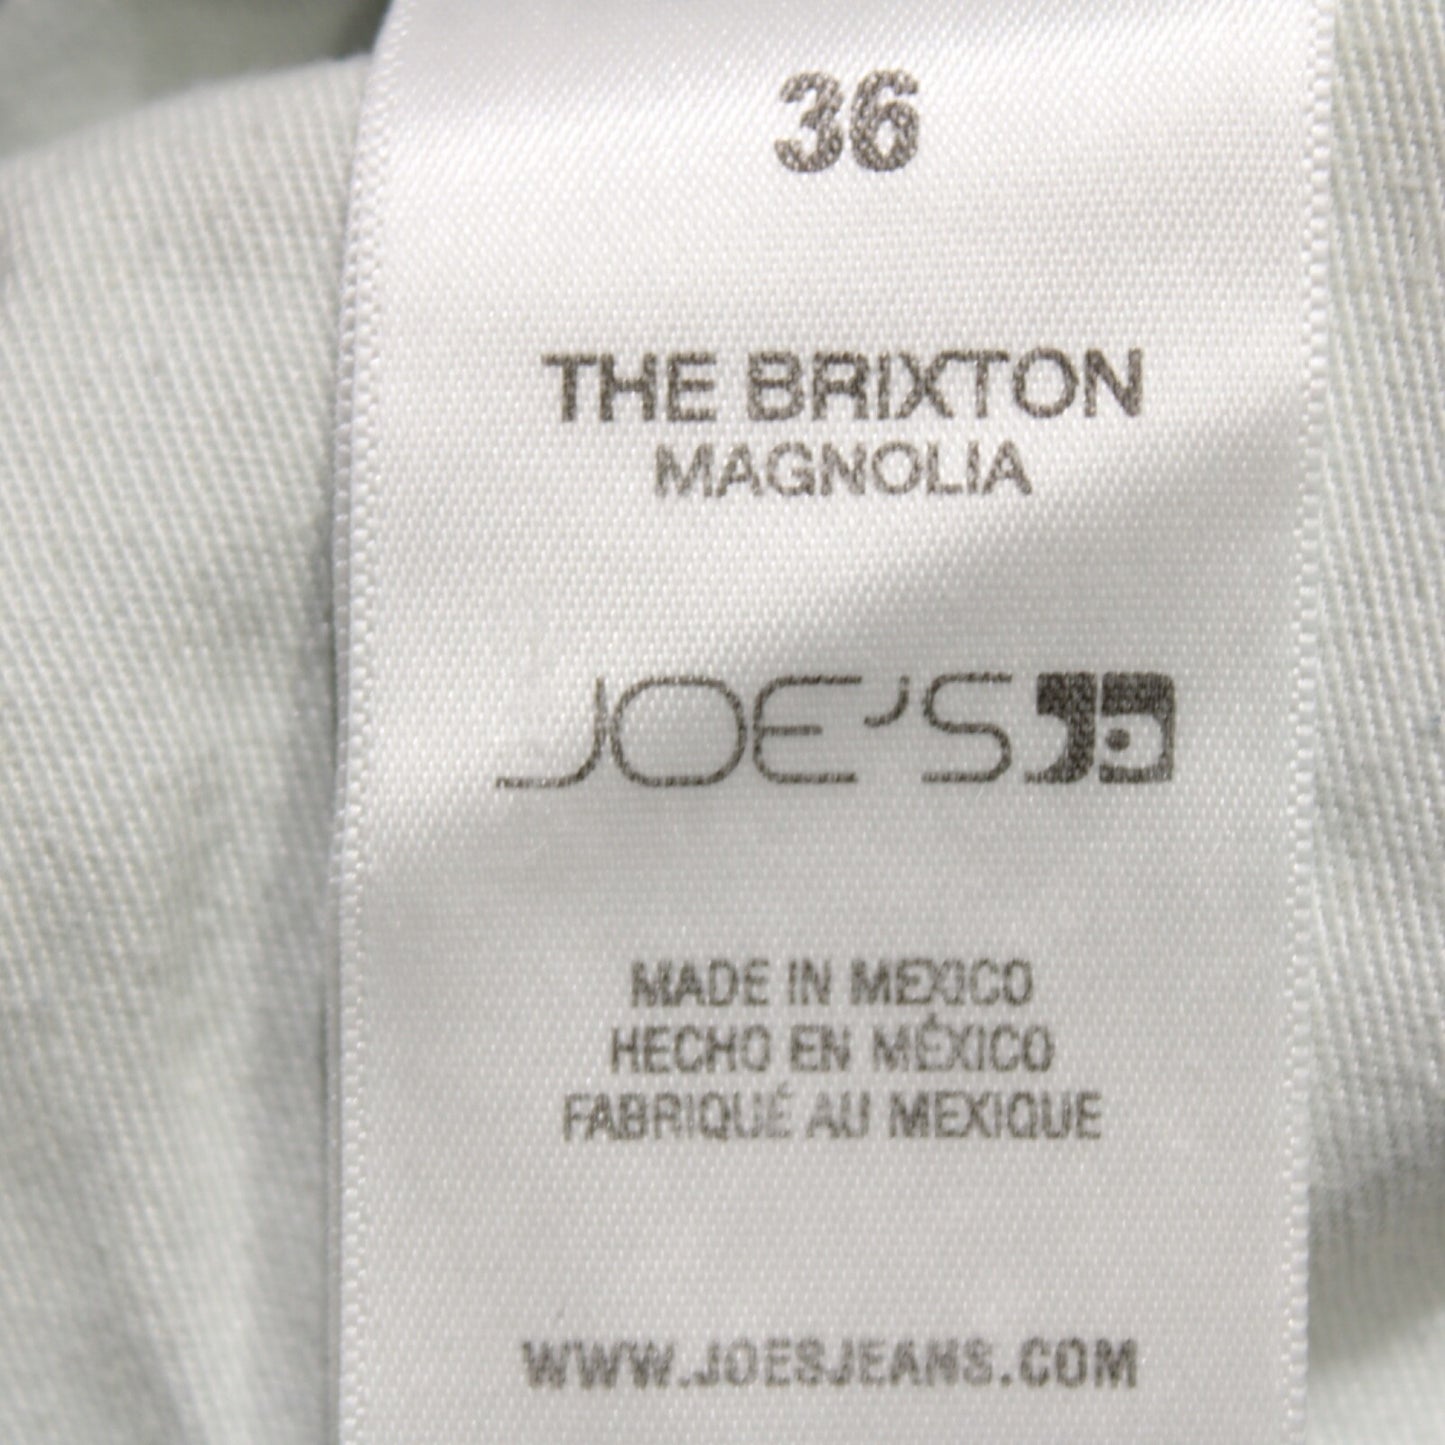 36
THE BRIXTON
MAGNOLIA
JOE'S
MADE IN MEXICO
HECHO EN MÉXICO
FABRIQUÉ AU MEXIQUE
WWW.JOESJEANS.COM